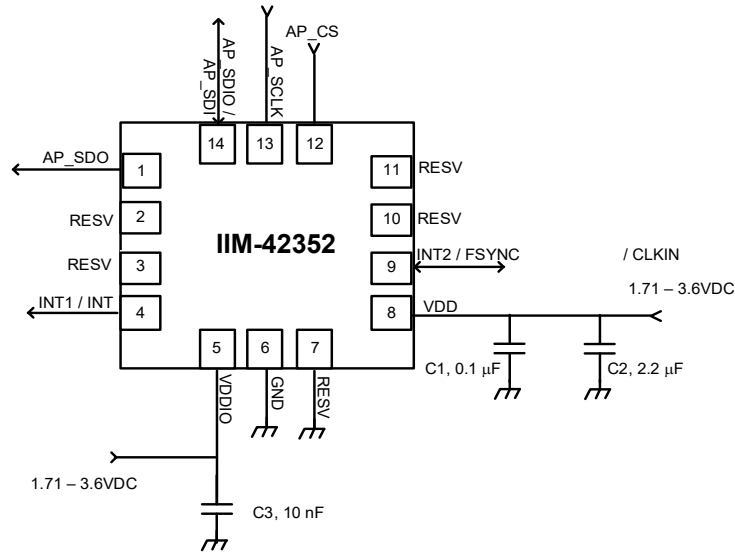 AP_SDIO /
AP_SDI
AP_SCLK
AP_CS
14
13
12
AP_SDO
1
11
RESV
RESV
2
10
RESV
IIM-42352
RESV
3
9
INT2 / FSYNC
/ CLKIN
INT1 / INT
4
8
VDD
1.71 – 3.6VDC
5
6
7
C1, 0.1 µF
C2, 2.2 µF
VDDIO
GND
RESV
1.71 – 3.6VDC
C3, 10 nF